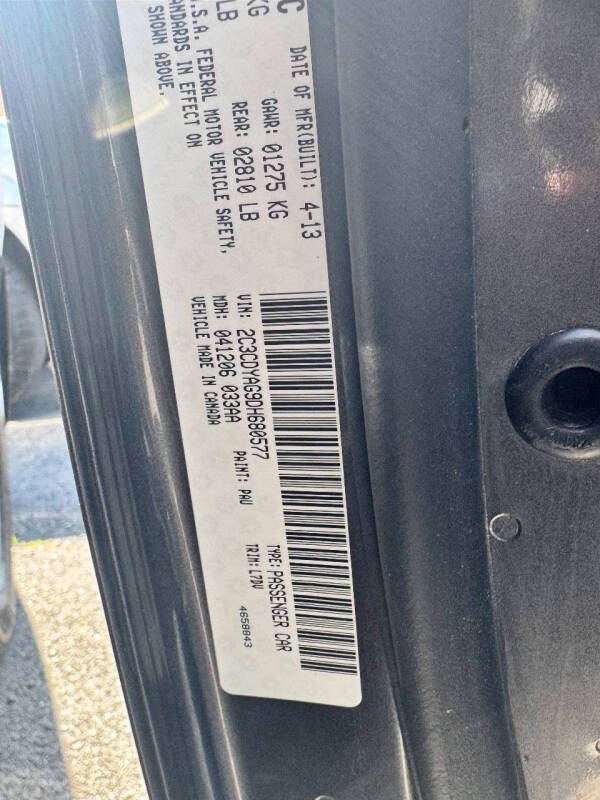 C
DATE OF MFR(BUILT): 4-13
KG GAWR: 01275 KG
LB REAR: 02810 LB
U.S.A. FEDERAL MOTOR VEHICLE SAFETY,
IN EFFECT ON
SHOWN ABOVE.
VIN: 2C3CDYAG9DH680577
TYPE: PASSENGER CAR
MDH: 041206 033AA PAINT: PAU TRIM: L7DV
VEHICLE MADE IN CANADA
4658843